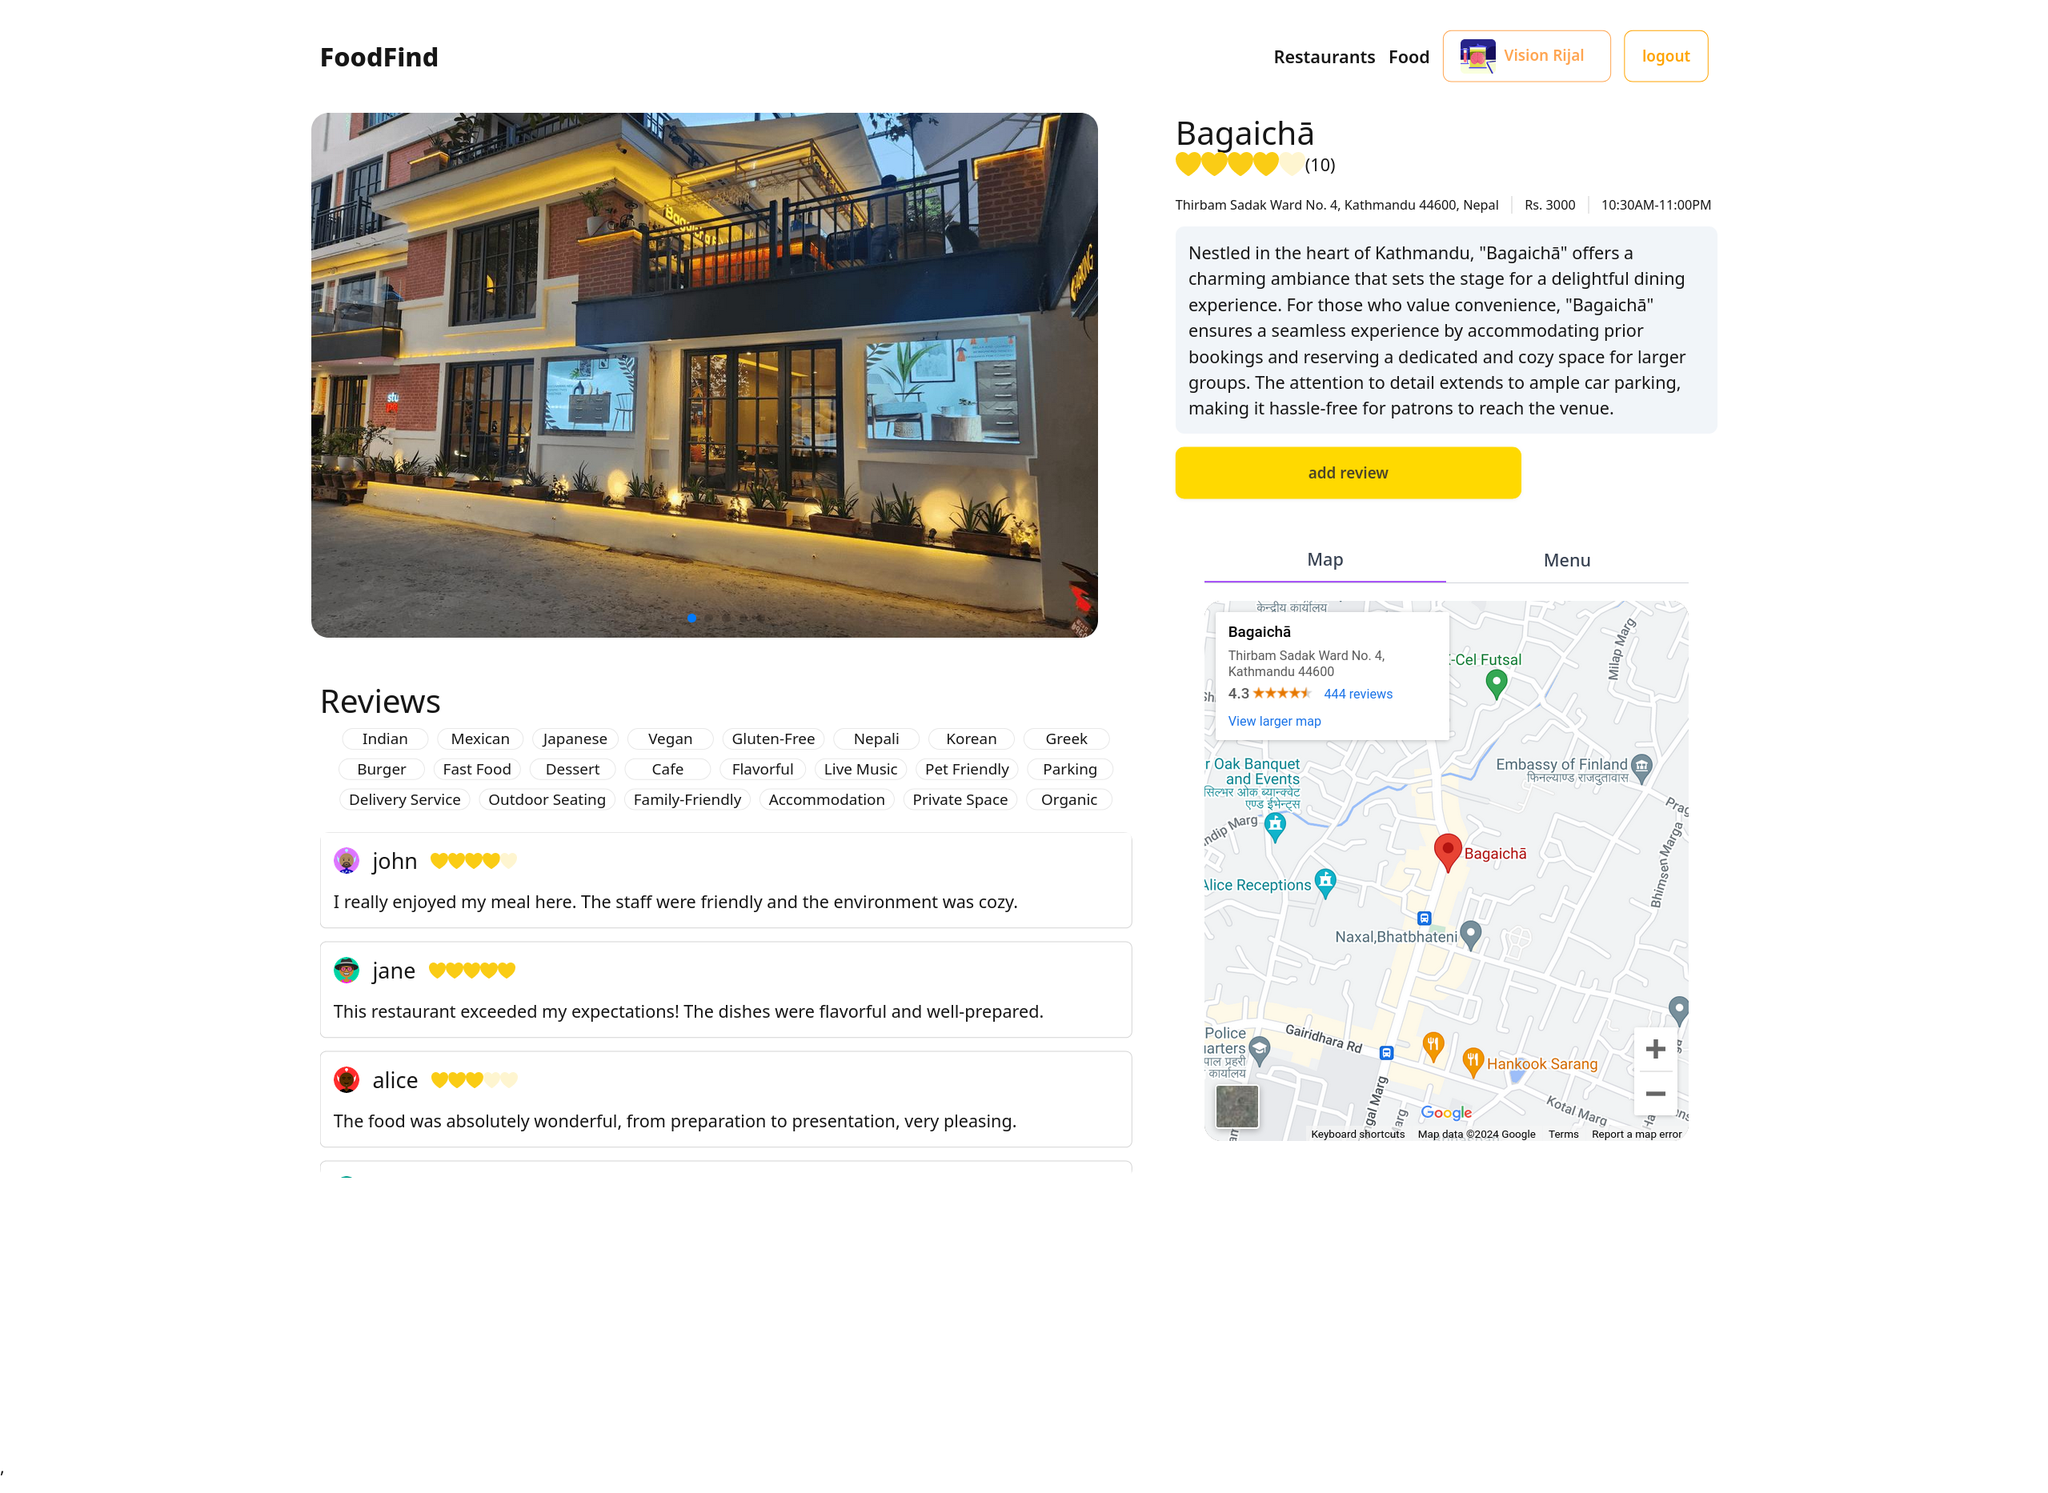 FoodFind
Restaurants Food Vision Rijal logout
Bagaichā
(10)
Thirbam Sadak Ward No. 4, Kathmandu 44600, Nepal Rs. 3000 10:30AM-11:00PM
Nestled in the heart of Kathmandu, "Bagaichā" offers a
charming ambiance that sets the stage for a delightful dining
experience. For those who value convenience, "Bagaichā"
ensures a seamless experience by accommodating prior
bookings and reserving a dedicated and cozy space for larger
groups. The attention to detail extends to ample car parking,
making it hassle-free for patrons to reach the venue.
add review
PARKING
Reviews
Indian Mexican Japanese Vegan Gluten-Free Nepali Korean Greek
Burger Fast Food Dessert Cafe Flavorful Live Music Pet Friendly Parking
Delivery Service Outdoor Seating Family-Friendly Accommodation Private Space Organic
john
I really enjoyed my meal here. The staff were friendly and the environment was cozy.
jane
This restaurant exceeded my expectations! The dishes were flavorful and well-prepared.
alice
The food was absolutely wonderful, from preparation to presentation, very pleasing.
Map Menu
केन्द्रीय कार्यालय
Bagaichā
Thirbam Sadak Ward No. 4,
Kathmandu 44600
4.3 444 reviews
View larger map
-Cel Futsal
Milap Marg
r Oak Banquet
and Events
सिल्भर ओक ब्यान्क्वेट
एण्ड ईभेन्ट्स
Embassy of Finland
फिनल्याण्ड राजदुतावास
ndip Marg
Bagaichā
Alice Receptions
Bhimsen Marga
Naxal,Bhatbhateni
Police
arters
पाल प्रहरी
कार्यालय
Gairidhara Rd
Hankook Sarang
gal Marg
Marg
Kotal Marg
Google
Keyboard shortcuts Map data ©2024 Google Terms Report a map error
,